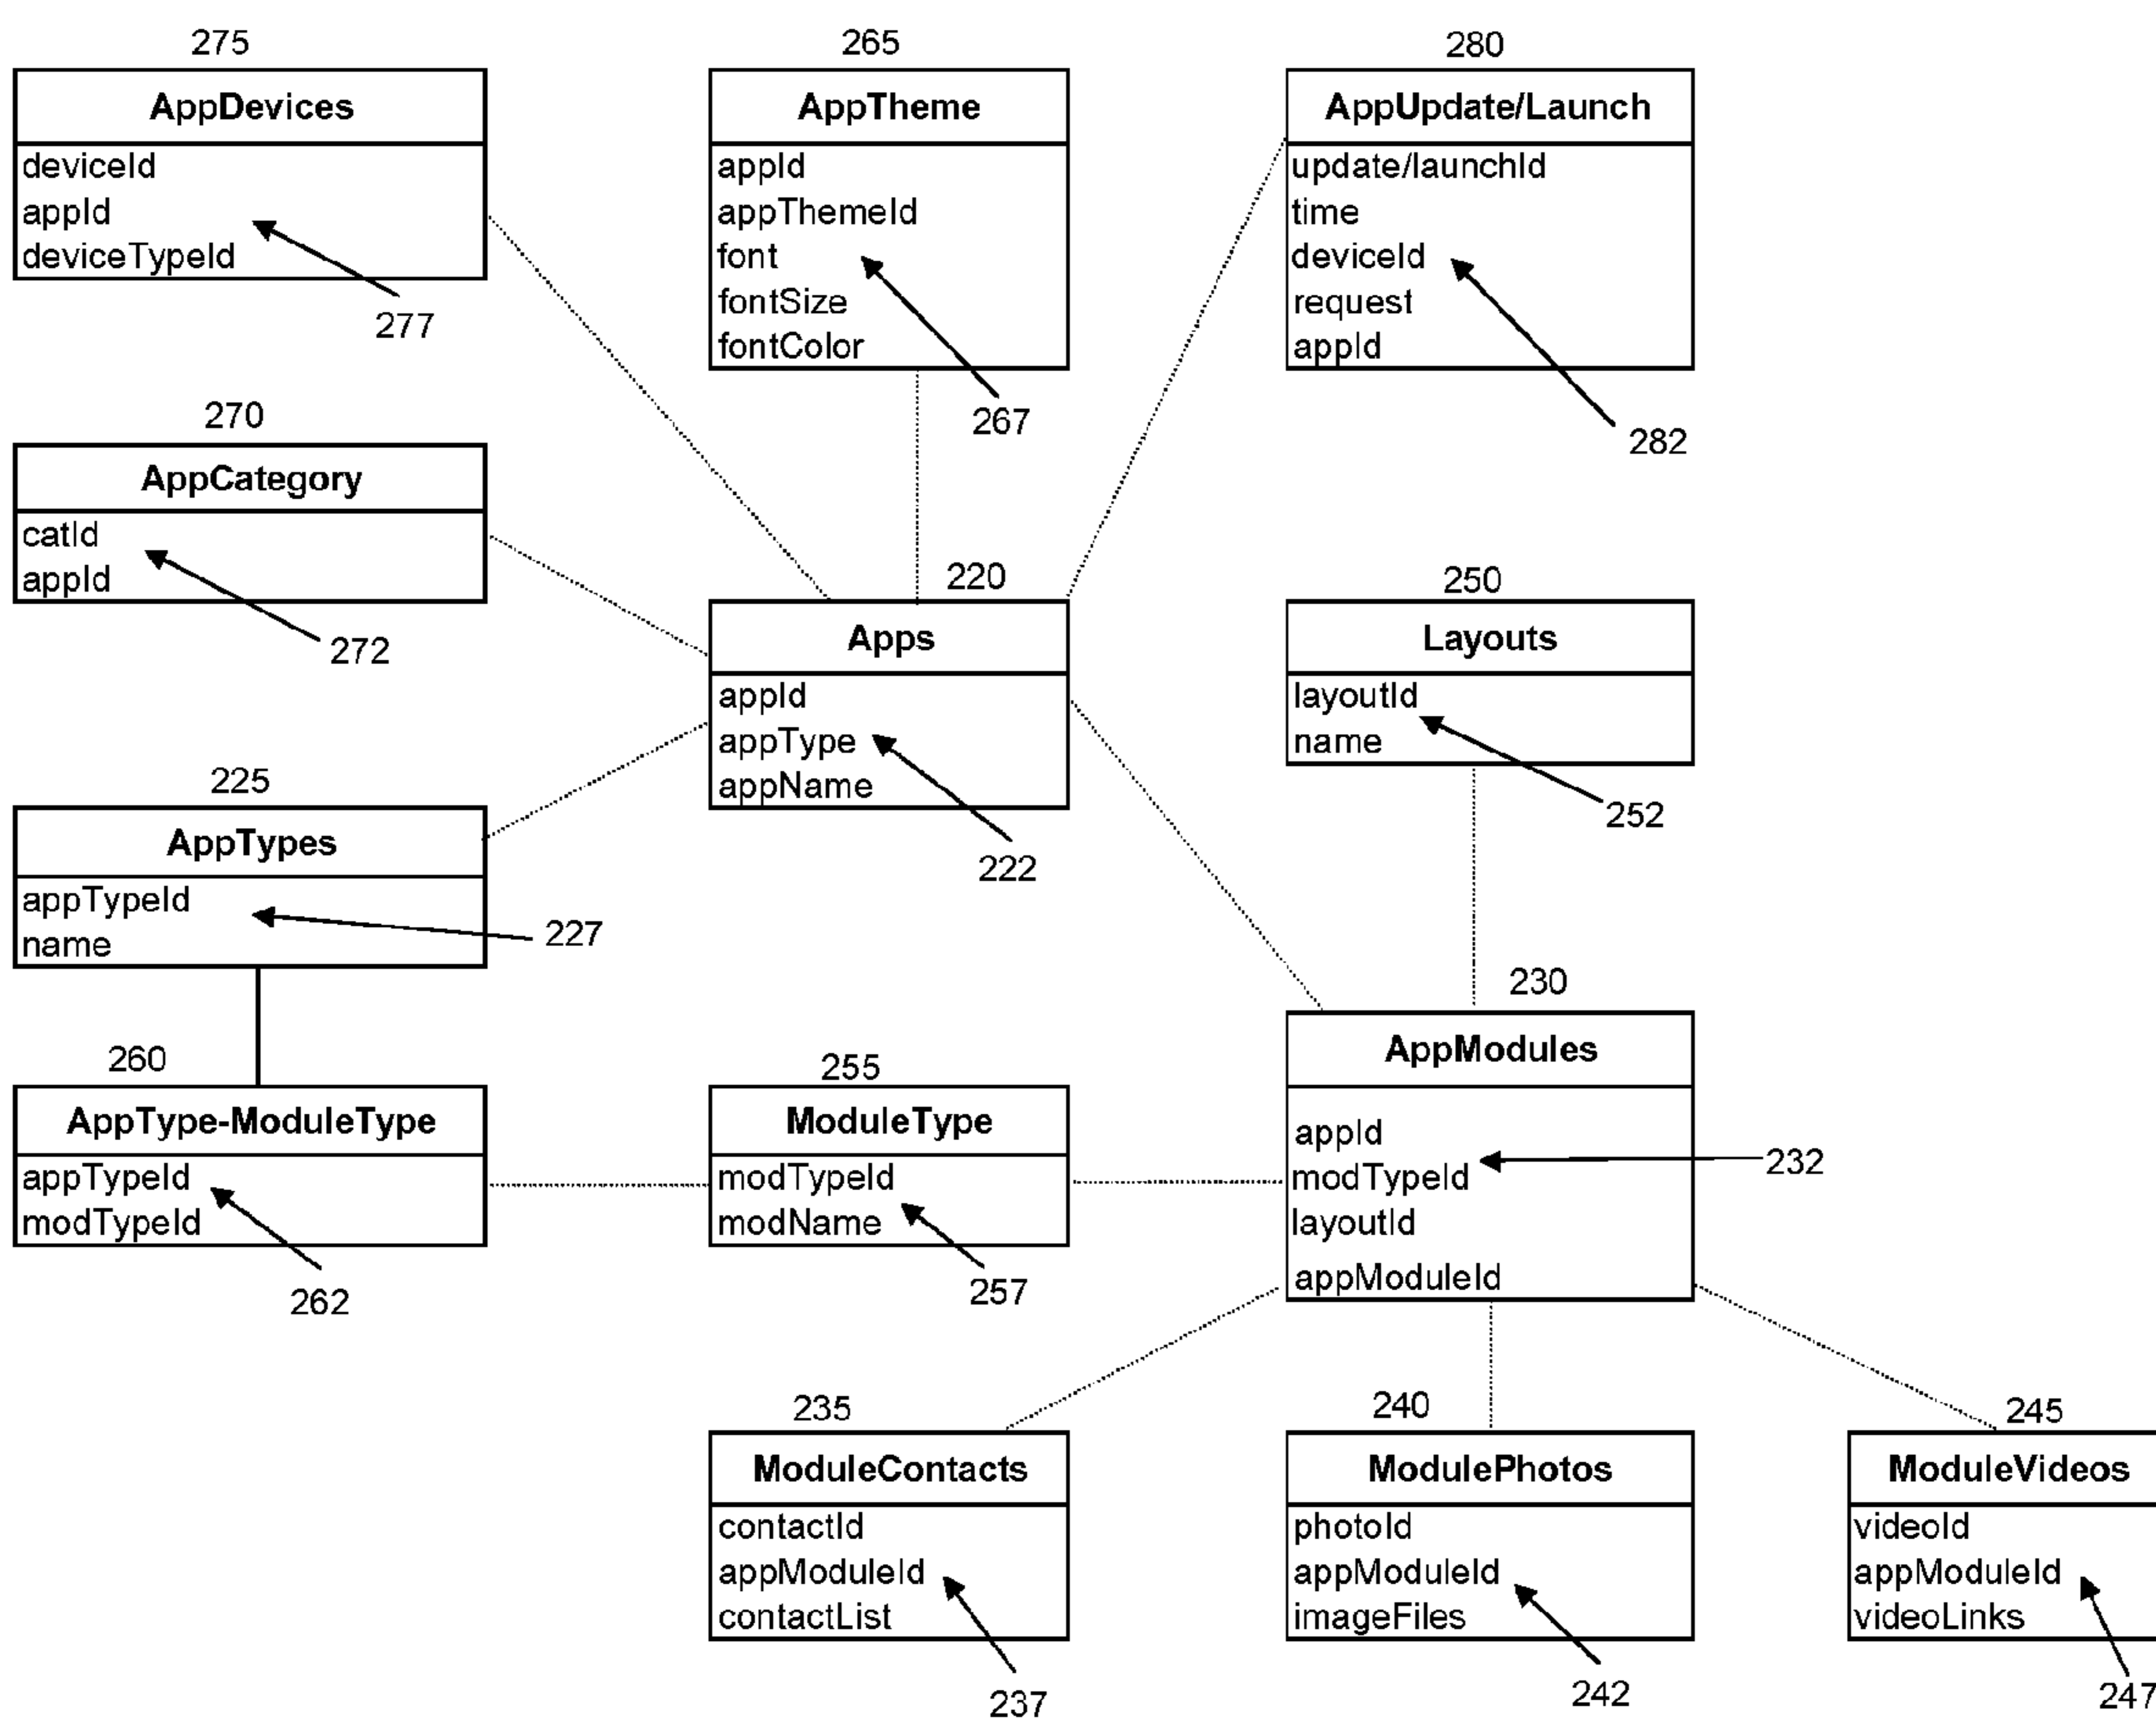 275
AppDevices
deviceId
appId
deviceTypeId
277
265
AppTheme
appId
appThemeId
font
fontSize
fontColor
267
280
AppUpdate/Launch
update/launchId
time
deviceId
request
appId
282
270
AppCategory
catId
appId
272
220
Apps
appId
appType
appName
222
250
Layouts
layoutId
name
252
225
AppTypes
appTypeId
name
227
230
AppModules
appId
modTypeId
layoutId
appModuleId
232
260
AppType-ModuleType
appTypeId
modTypeId
262
255
ModuleType
modTypeId
modName
257
235
ModuleContacts
contactId
appModuleId
contactList
237
240
ModulePhotos
photoId
appModuleId
imageFiles
242
245
ModuleVideos
videoId
appModuleId
videoLinks
247